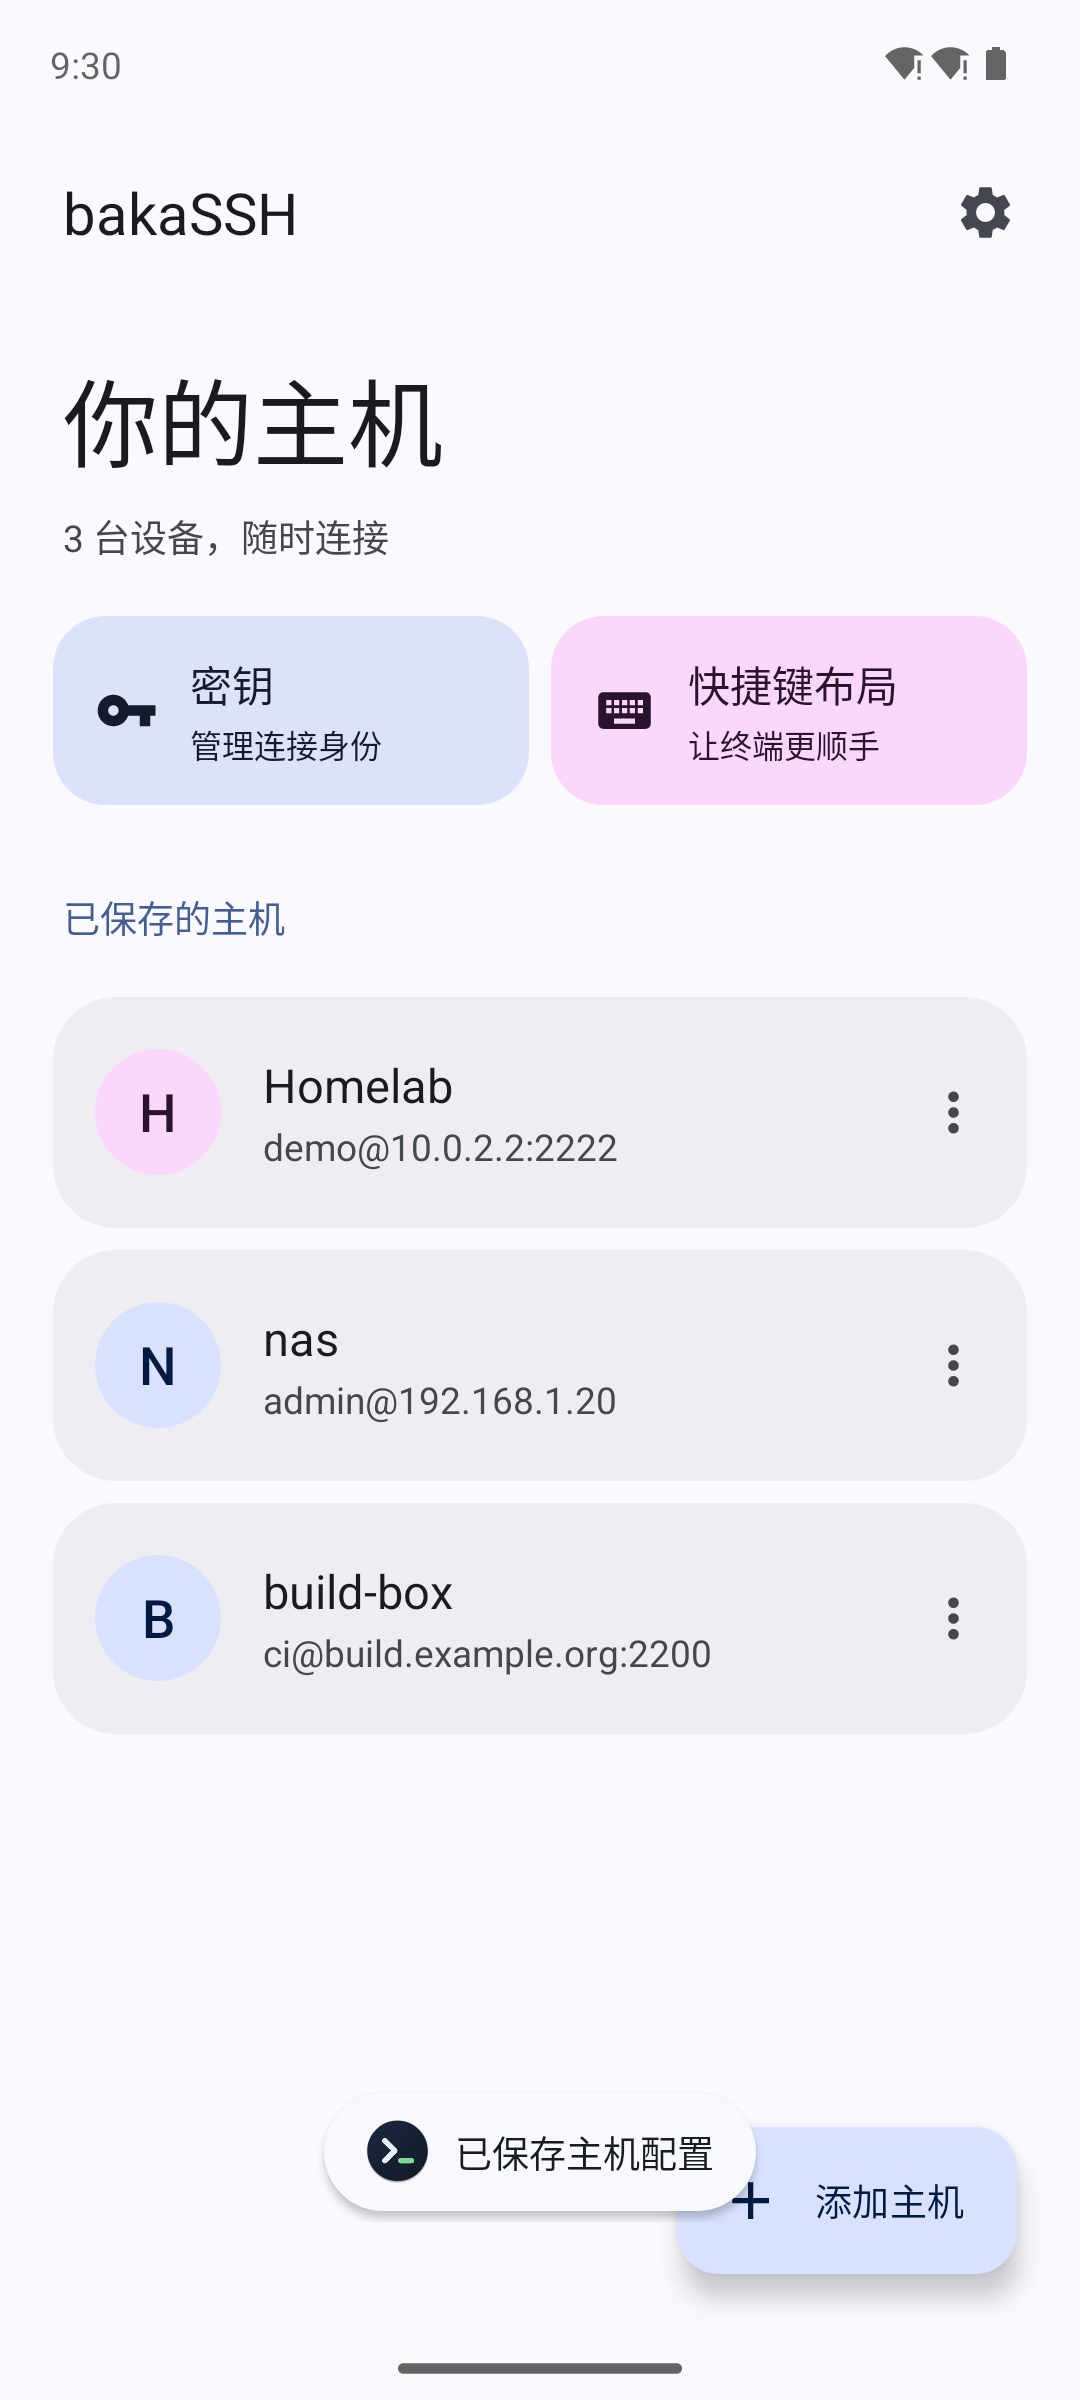 9:30
bakaSSH
你的主机
3 台设备，随时连接
密钥
管理连接身份
快捷键布局
让终端更顺手
已保存的主机
H
Homelab
demo@10.0.2.2:2222
N
nas
admin@192.168.1.20
B
build-box
ci@build.example.org:2200
已保存主机配置
添加主机